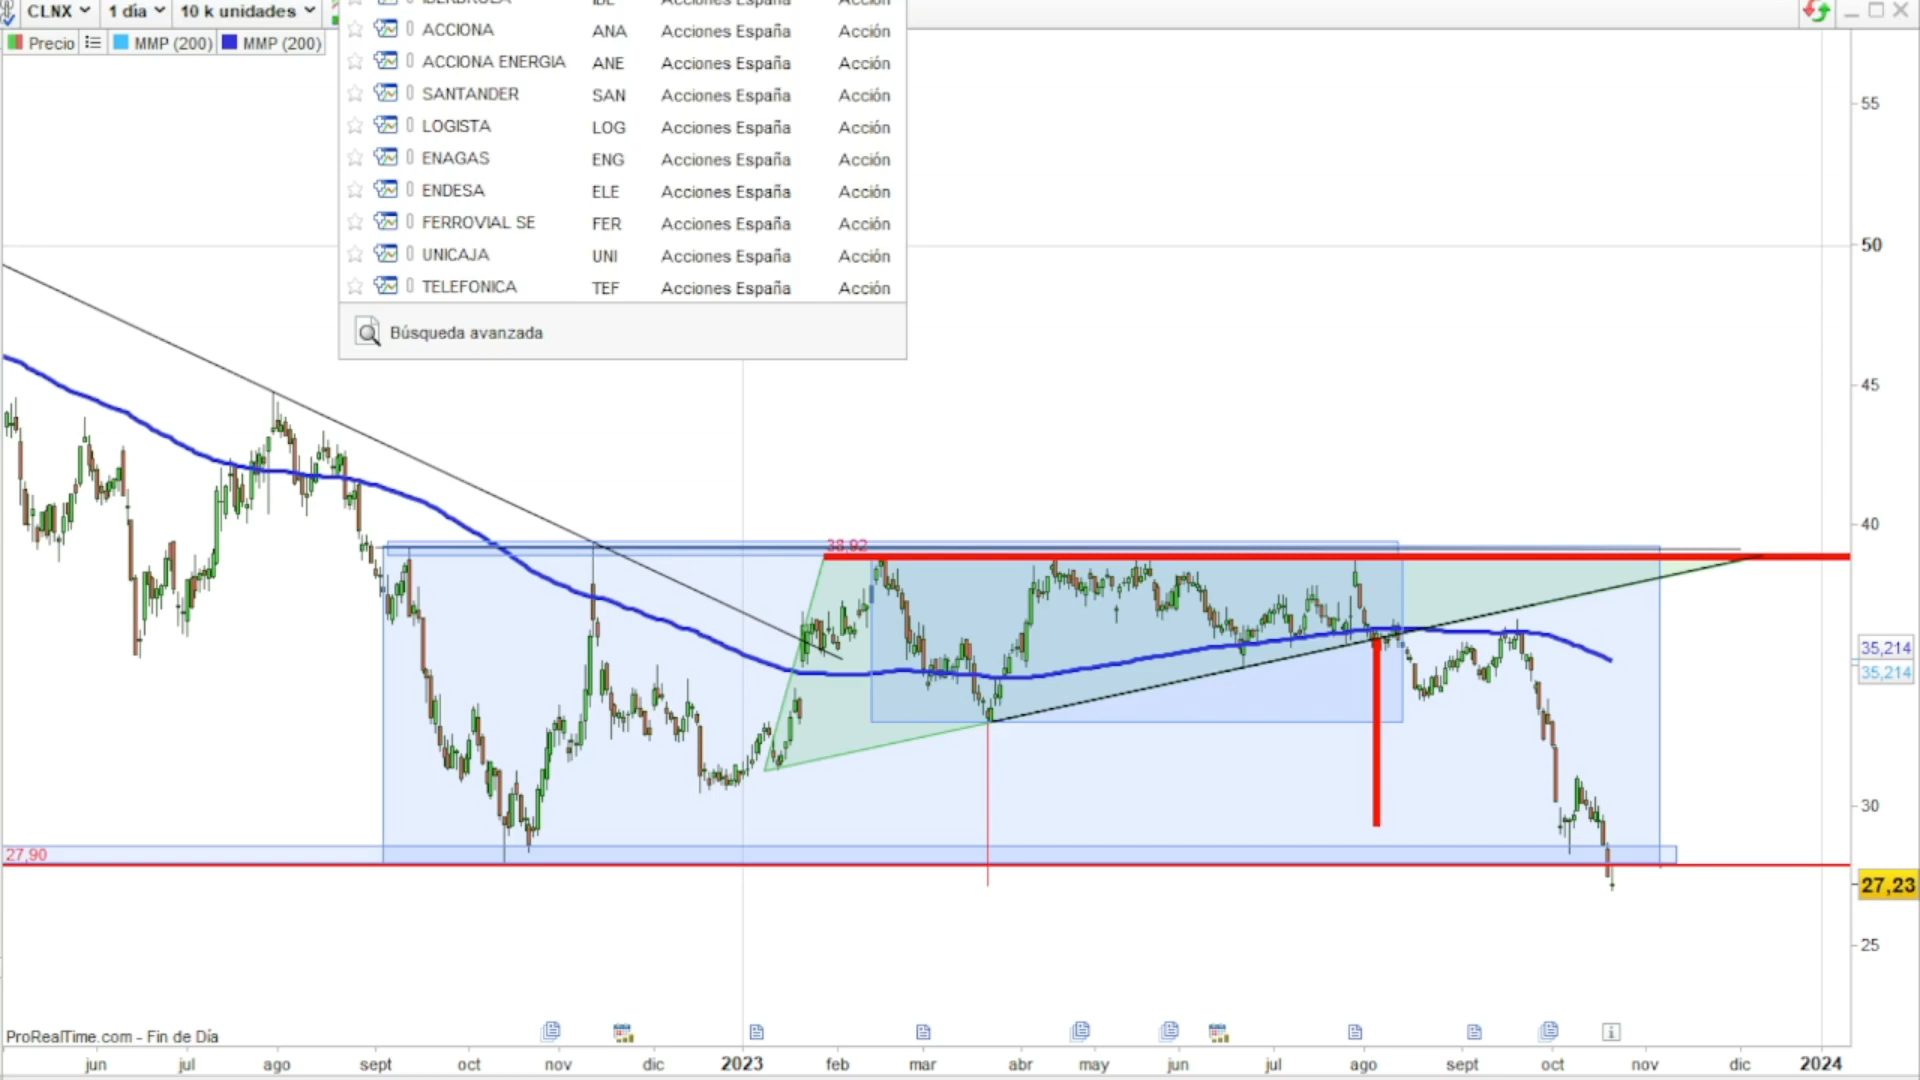 CLNX 1 día 10 k unidades
Precio MMP (200) MMP (200)
IBERDROLA IBE
ACCIONA ANA Acciones España Acción
ACCIONA ENERGIA ANE Acciones España Acción
SANTANDER SAN Acciones España Acción
LOGISTA LOG Acciones España Acción
ENAGAS ENG Acciones España Acción
ENDESA ELE Acciones España Acción
FERROVIAL SE FER Acciones España Acción
UNICAJA UNI Acciones España Acción
TELEFONICA TEF Acciones España Acción
Búsqueda avanzada
55
50
45
40
38,92
35,214
35,214
30
27,90
27,23
25
ProRealTime.com - Fin de Día
jun jul ago sept oct nov dic 2023 feb mar abr may jun jul ago sept oct nov dic 2024